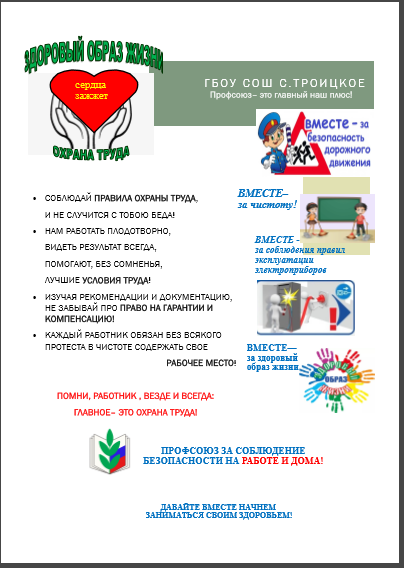 ЗДОРОВЫЙ ОБРАЗ ЖИЗНИ
сердца
зажжет
ОХРАНА ТРУДА
ГБОУ СОШ С.ТРОИЦКОЕ
Профсоюз– это главный наш плюс!
вместе – за
безопасность
дорожного
движения
• СОБЛЮДАЙ ПРАВИЛА ОХРАНЫ ТРУДА,
И НЕ СЛУЧИТСЯ С ТОБОЮ БЕДА!
• НАМ РАБОТАТЬ ПЛОДОТВОРНО,
ВИДЕТЬ РЕЗУЛЬТАТ ВСЕГДА,
ПОМОГАЮТ, БЕЗ СОМНЕНЬЯ,
ЛУЧШИЕ УСЛОВИЯ ТРУДА!
• ИЗУЧАЯ РЕКОМЕНДАЦИИ И ДОКУМЕНТАЦИЮ,
НЕ ЗАБЫВАЙ ПРО ПРАВО НА ГАРАНТИИ И
КОМПЕНСАЦИЮ!
• КАЖДЫЙ РАБОТНИК ОБЯЗАН БЕЗ ВСЯКОГО
ПРОТЕСТА В ЧИСТОТЕ СОДЕРЖАТЬ СВОЕ
РАБОЧЕЕ МЕСТО!
ВМЕСТЕ–
за чистоту!
ВМЕСТЕ -
за соблюдения правил
эксплуатации
электроприборов
ВМЕСТЕ—
за здоровый
образ жизни
ЗДОРОВЫЙ
ОБРАЗ
ЖИЗНИ
ПОМНИ, РАБОТНИК , ВЕЗДЕ И ВСЕГДА:
ГЛАВНОЕ– ЭТО ОХРАНА ТРУДА!
ПРОФСОЮЗ ЗА СОБЛЮДЕНИЕ
БЕЗОПАСНОСТИ НА РАБОТЕ И ДОМА!
ДАВАЙТЕ ВМЕСТЕ НАЧНЕМ
ЗАНИМАТЬСЯ СВОИМ ЗДОРОВЬЕМ!